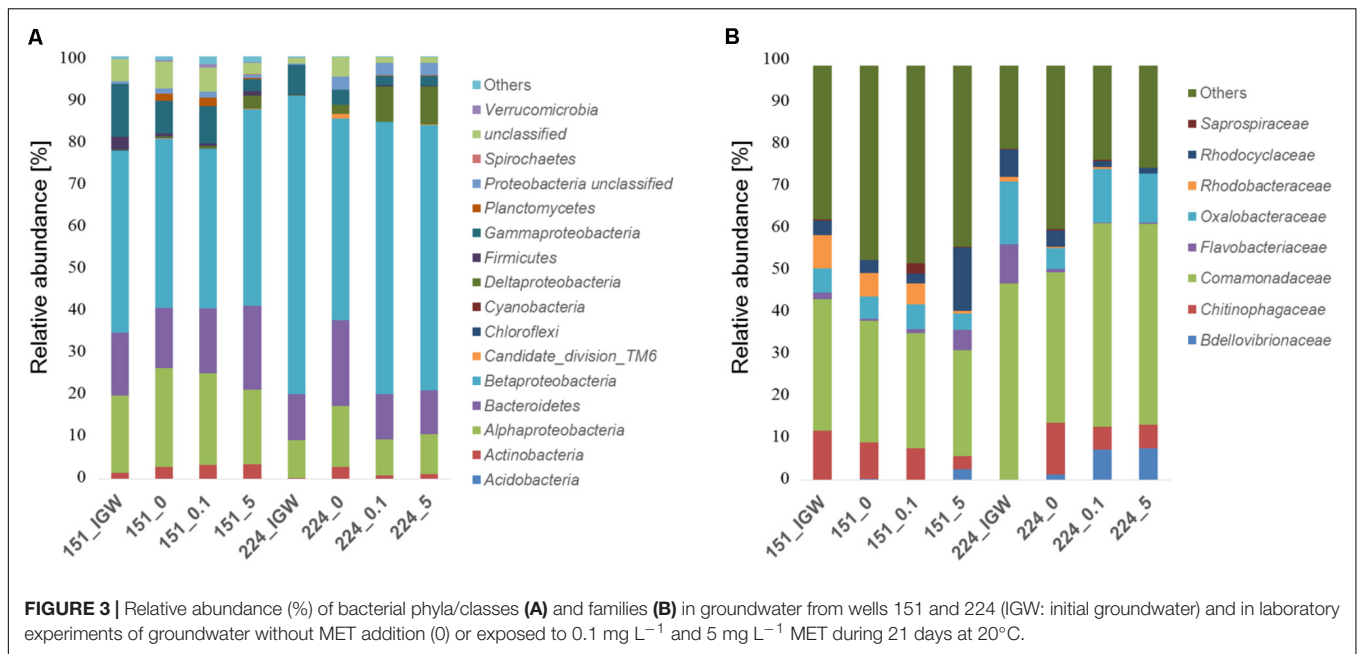 A
Relative abundance [%]
100
90
80
70
60
50
40
30
20
10
0
151_IGW
151_0
151_0.1
151_5
224_IGW
224_0
224_0.1
224_5
Others
Verrucomicrobia
unclassified
Spirochaetes
Proteobacteria unclassified
Planctomycetes
Gammaproteobacteria
Firmicutes
Deltaproteobacteria
Cyanobacteria
Chloroflexi
Candidate_division_TM6
Betaproteobacteria
Bacteroidetes
Alphaproteobacteria
Actinobacteria
Acidobacteria
B
Relative abundance [%]
100
90
80
70
60
50
40
30
20
10
0
151_IGW
151_0
151_0.1
151_5
224_IGW
224_0
224_0.1
224_5
Others
Saprospiraceae
Rhodocyclaceae
Rhodobacteraceae
Oxalobacteraceae
Flavobacteriaceae
Comamonadaceae
Chitinophagaceae
Bdellovibrionaceae
FIGURE 3 | Relative abundance (%) of bacterial phyla/classes (A) and families (B) in groundwater from wells 151 and 224 (IGW: initial groundwater) and in laboratory
experiments of groundwater without MET addition (0) or exposed to 0.1 mg L⁻¹ and 5 mg L⁻¹ MET during 21 days at 20°C.